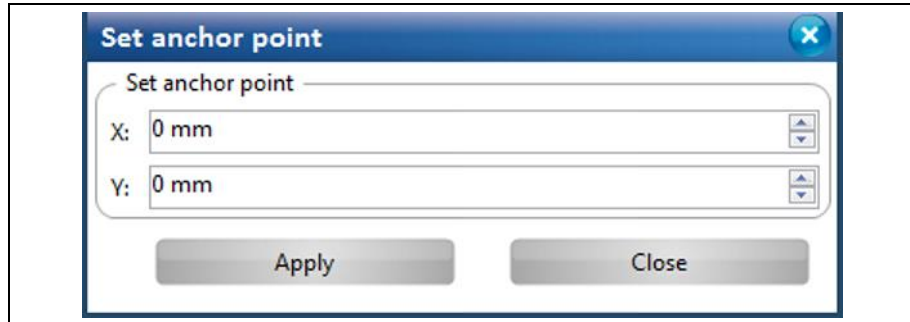 Set anchor point
Set anchor point
X: 0 mm
Y: 0 mm
Apply Close